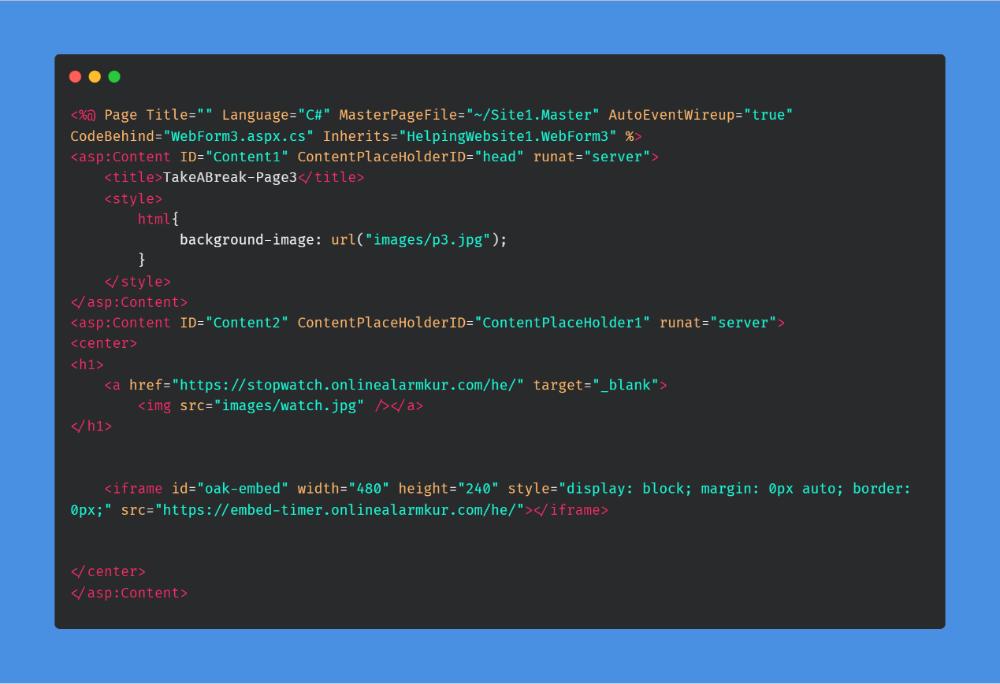 <%@ Page Title="" Language="C#" MasterPageFile="~/Site1.Master" AutoEventWireup="true"
CodeBehind="WebForm3.aspx.cs" Inherits="HelpingWebsite1.WebForm3" %>
<asp:Content ID="Content1" ContentPlaceHolderID="head" runat="server">
    <title>TakeABreak-Page3</title>
    <style>
        html{
             background-image: url("images/p3.jpg");
        }
    </style>
</asp:Content>
<asp:Content ID="Content2" ContentPlaceHolderID="ContentPlaceHolder1" runat="server">
<center>
<h1>
    <a href="https://stopwatch.onlinealarmkur.com/he/" target="_blank">
        <img src="images/watch.jpg" /></a>
</h1>
    <iframe id="oak-embed" width="480" height="240" style="display: block; margin: 0px auto; border:
0px;" src="https://embed-timer.onlinealarmkur.com/he/"></iframe>
</center>
</asp:Content>